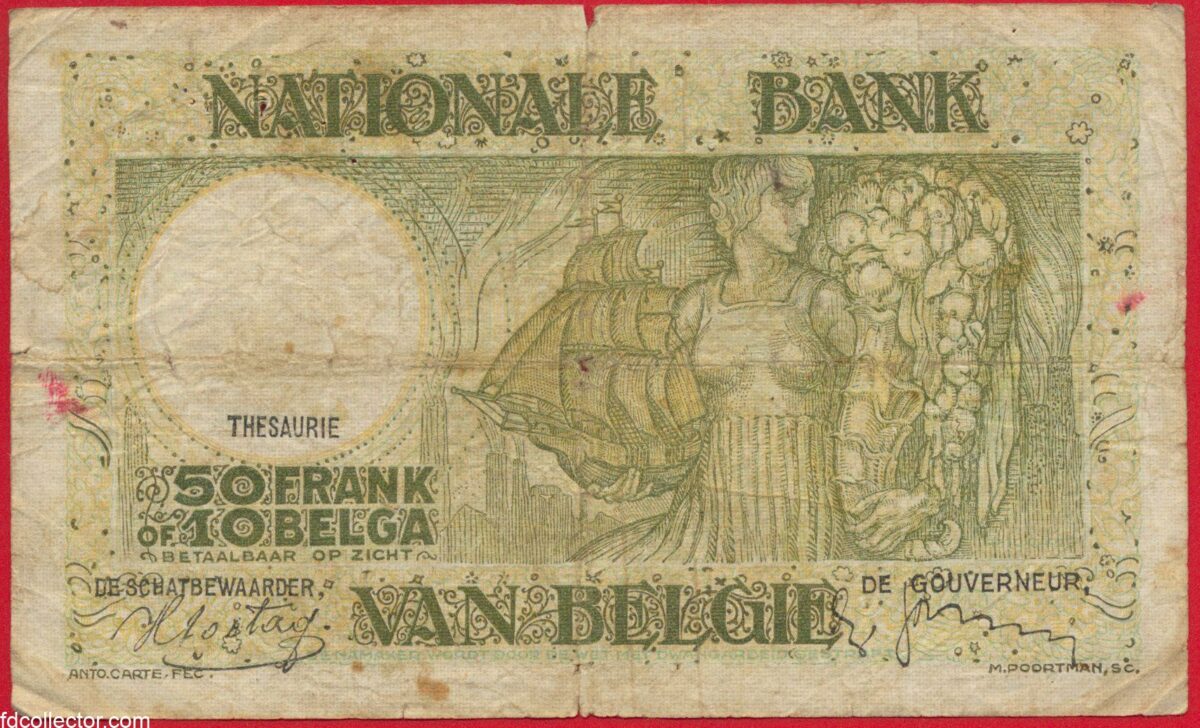 NATIONALE BANK
THESAURIE
50 FRANK
OF 10 BELGA
BETAALBAAR OP ZICHT
DE SCHATBEWAARDER,
DE GOUVERNEUR,
VAN BELGIE
ANTO.CARTE.FEC.
M.POORTMAN,SC.
fdcollector.com